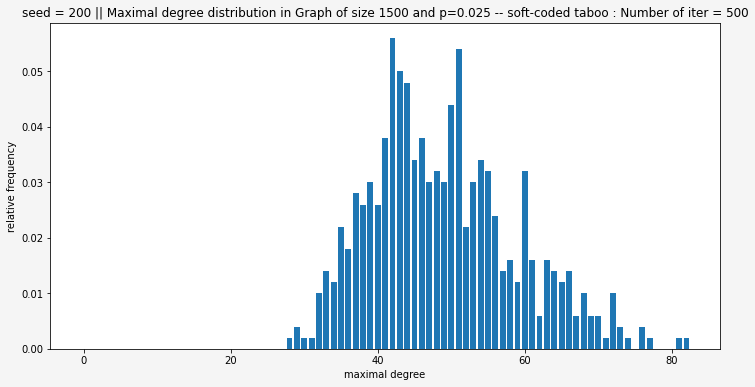 seed = 200 || Maximal degree distribution in Graph of size 1500 and p=0.025 -- soft-coded taboo : Number of iter = 500
relative frequency
0.05
0.04
0.03
0.02
0.01
0.00
0 20 40 60 80
maximal degree